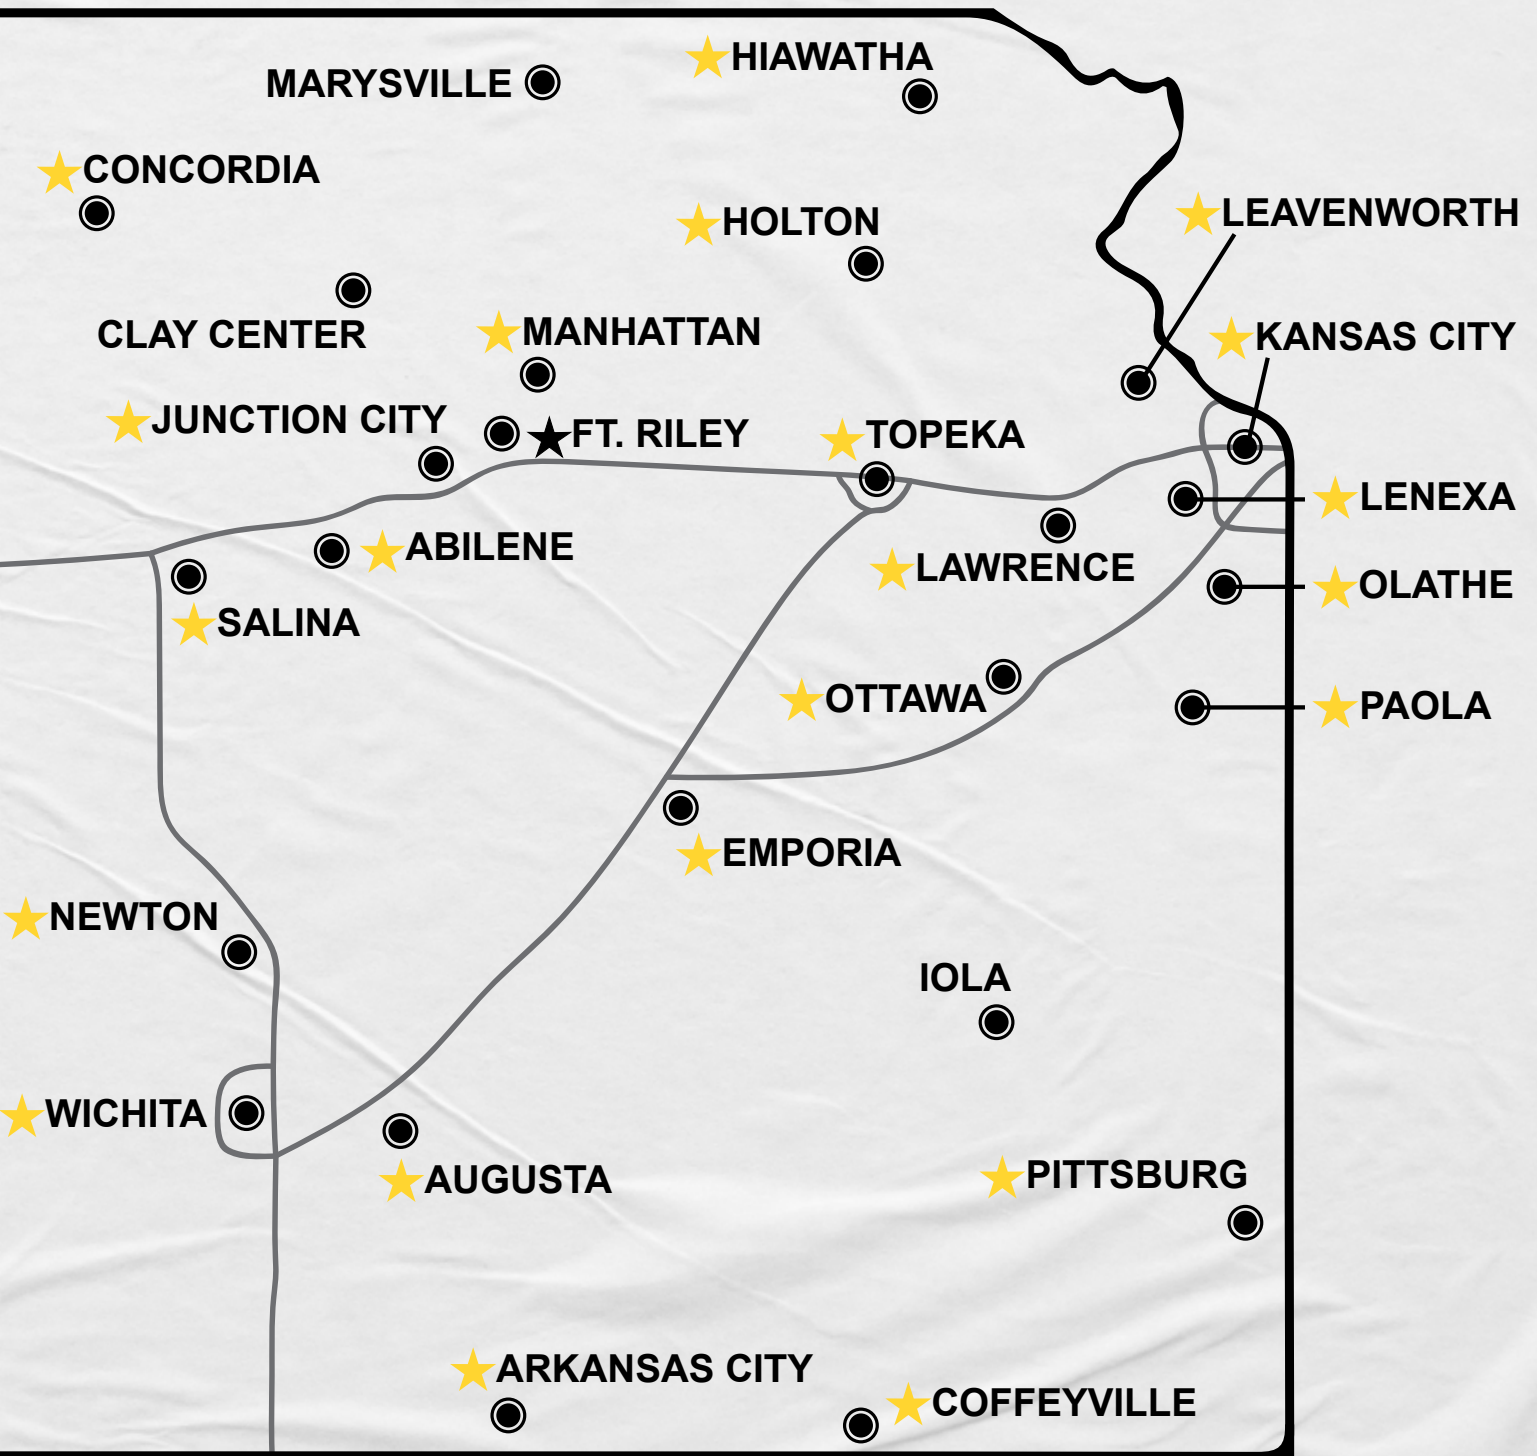 HIAWATHA
MARYSVILLE
CONCORDIA
HOLTON
LEAVENWORTH
CLAY CENTER
MANHATTAN
KANSAS CITY
JUNCTION CITY
FT. RILEY
TOPEKA
LENEXA
ABILENE
LAWRENCE
OLATHE
SALINA
OTTAWA
PAOLA
EMPORIA
NEWTON
IOLA
WICHITA
AUGUSTA
PITTSBURG
ARKANSAS CITY
COFFEYVILLE